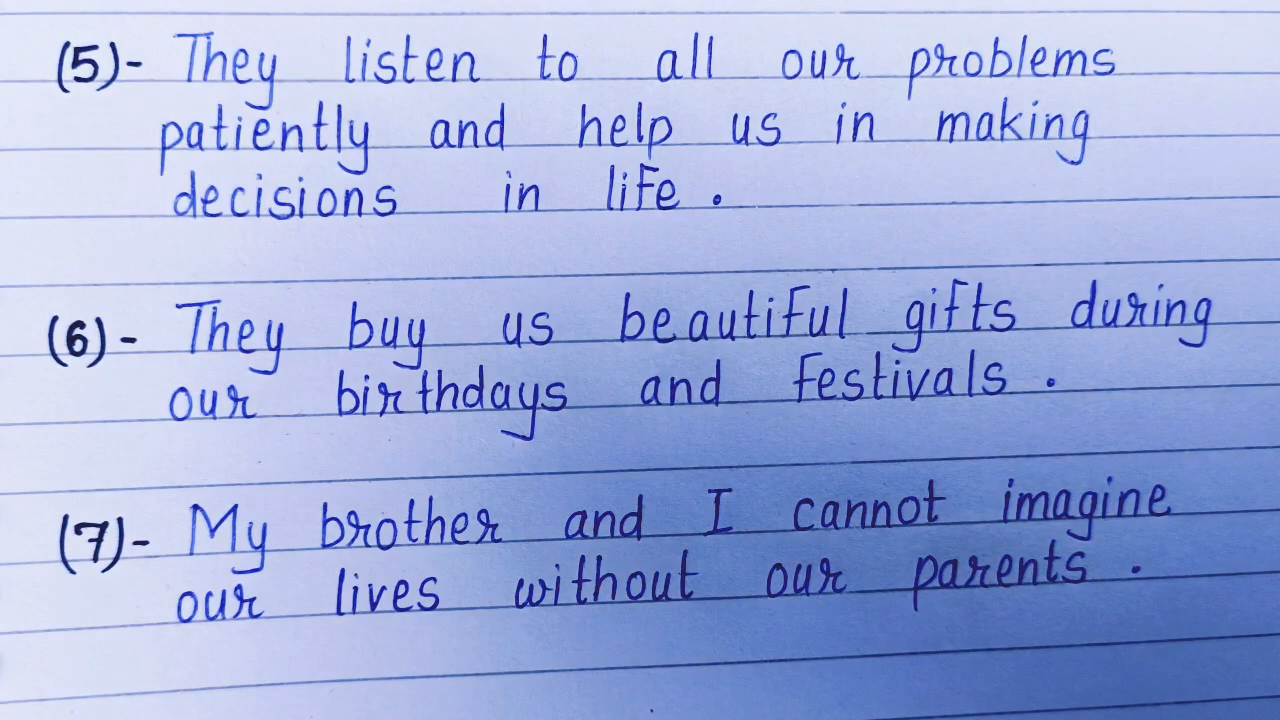 (5)- They listen to all our problems
patiently and help us in making
decisions in life .
(6)- They buy us beautiful gifts during
our birthdays and festivals .
(7)- My brother and I cannot imagine
our lives without our parents .